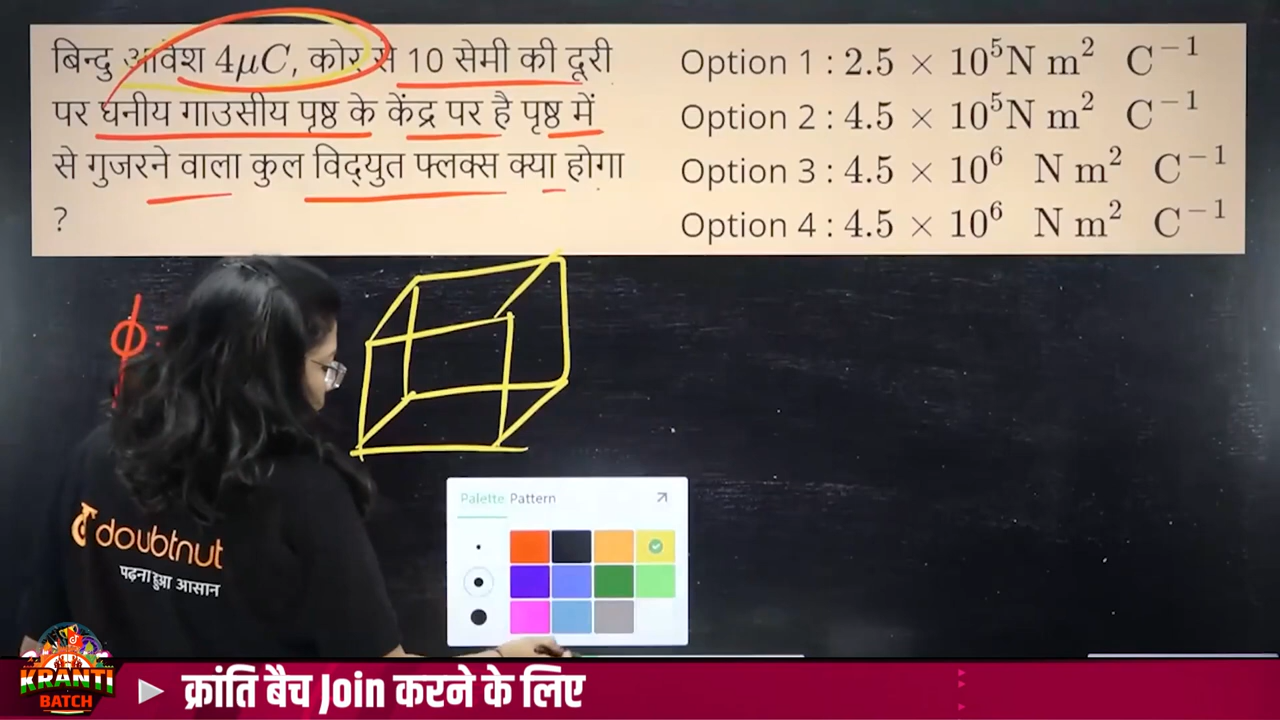 बिन्दु आवेश 4μC, कोर से 10 सेमी की दूरी
पर घनीय गाउसीय पृष्ठ के केंद्र पर है पृष्ठ में
से गुजरने वाला कुल विद्युत फ्लक्स क्या होगा
?
Option 1 : 2.5 × 10⁵N m² C⁻¹
Option 2 : 4.5 × 10⁵N m² C⁻¹
Option 3 : 4.5 × 10⁶ N m² C⁻¹
Option 4 : 4.5 × 10⁶ N m² C⁻¹
ϕ
Palette Pattern
doubtnut
पढ़ना हुआ आसान
KRANTI
BATCH
क्रांति बैच Join करने के लिए